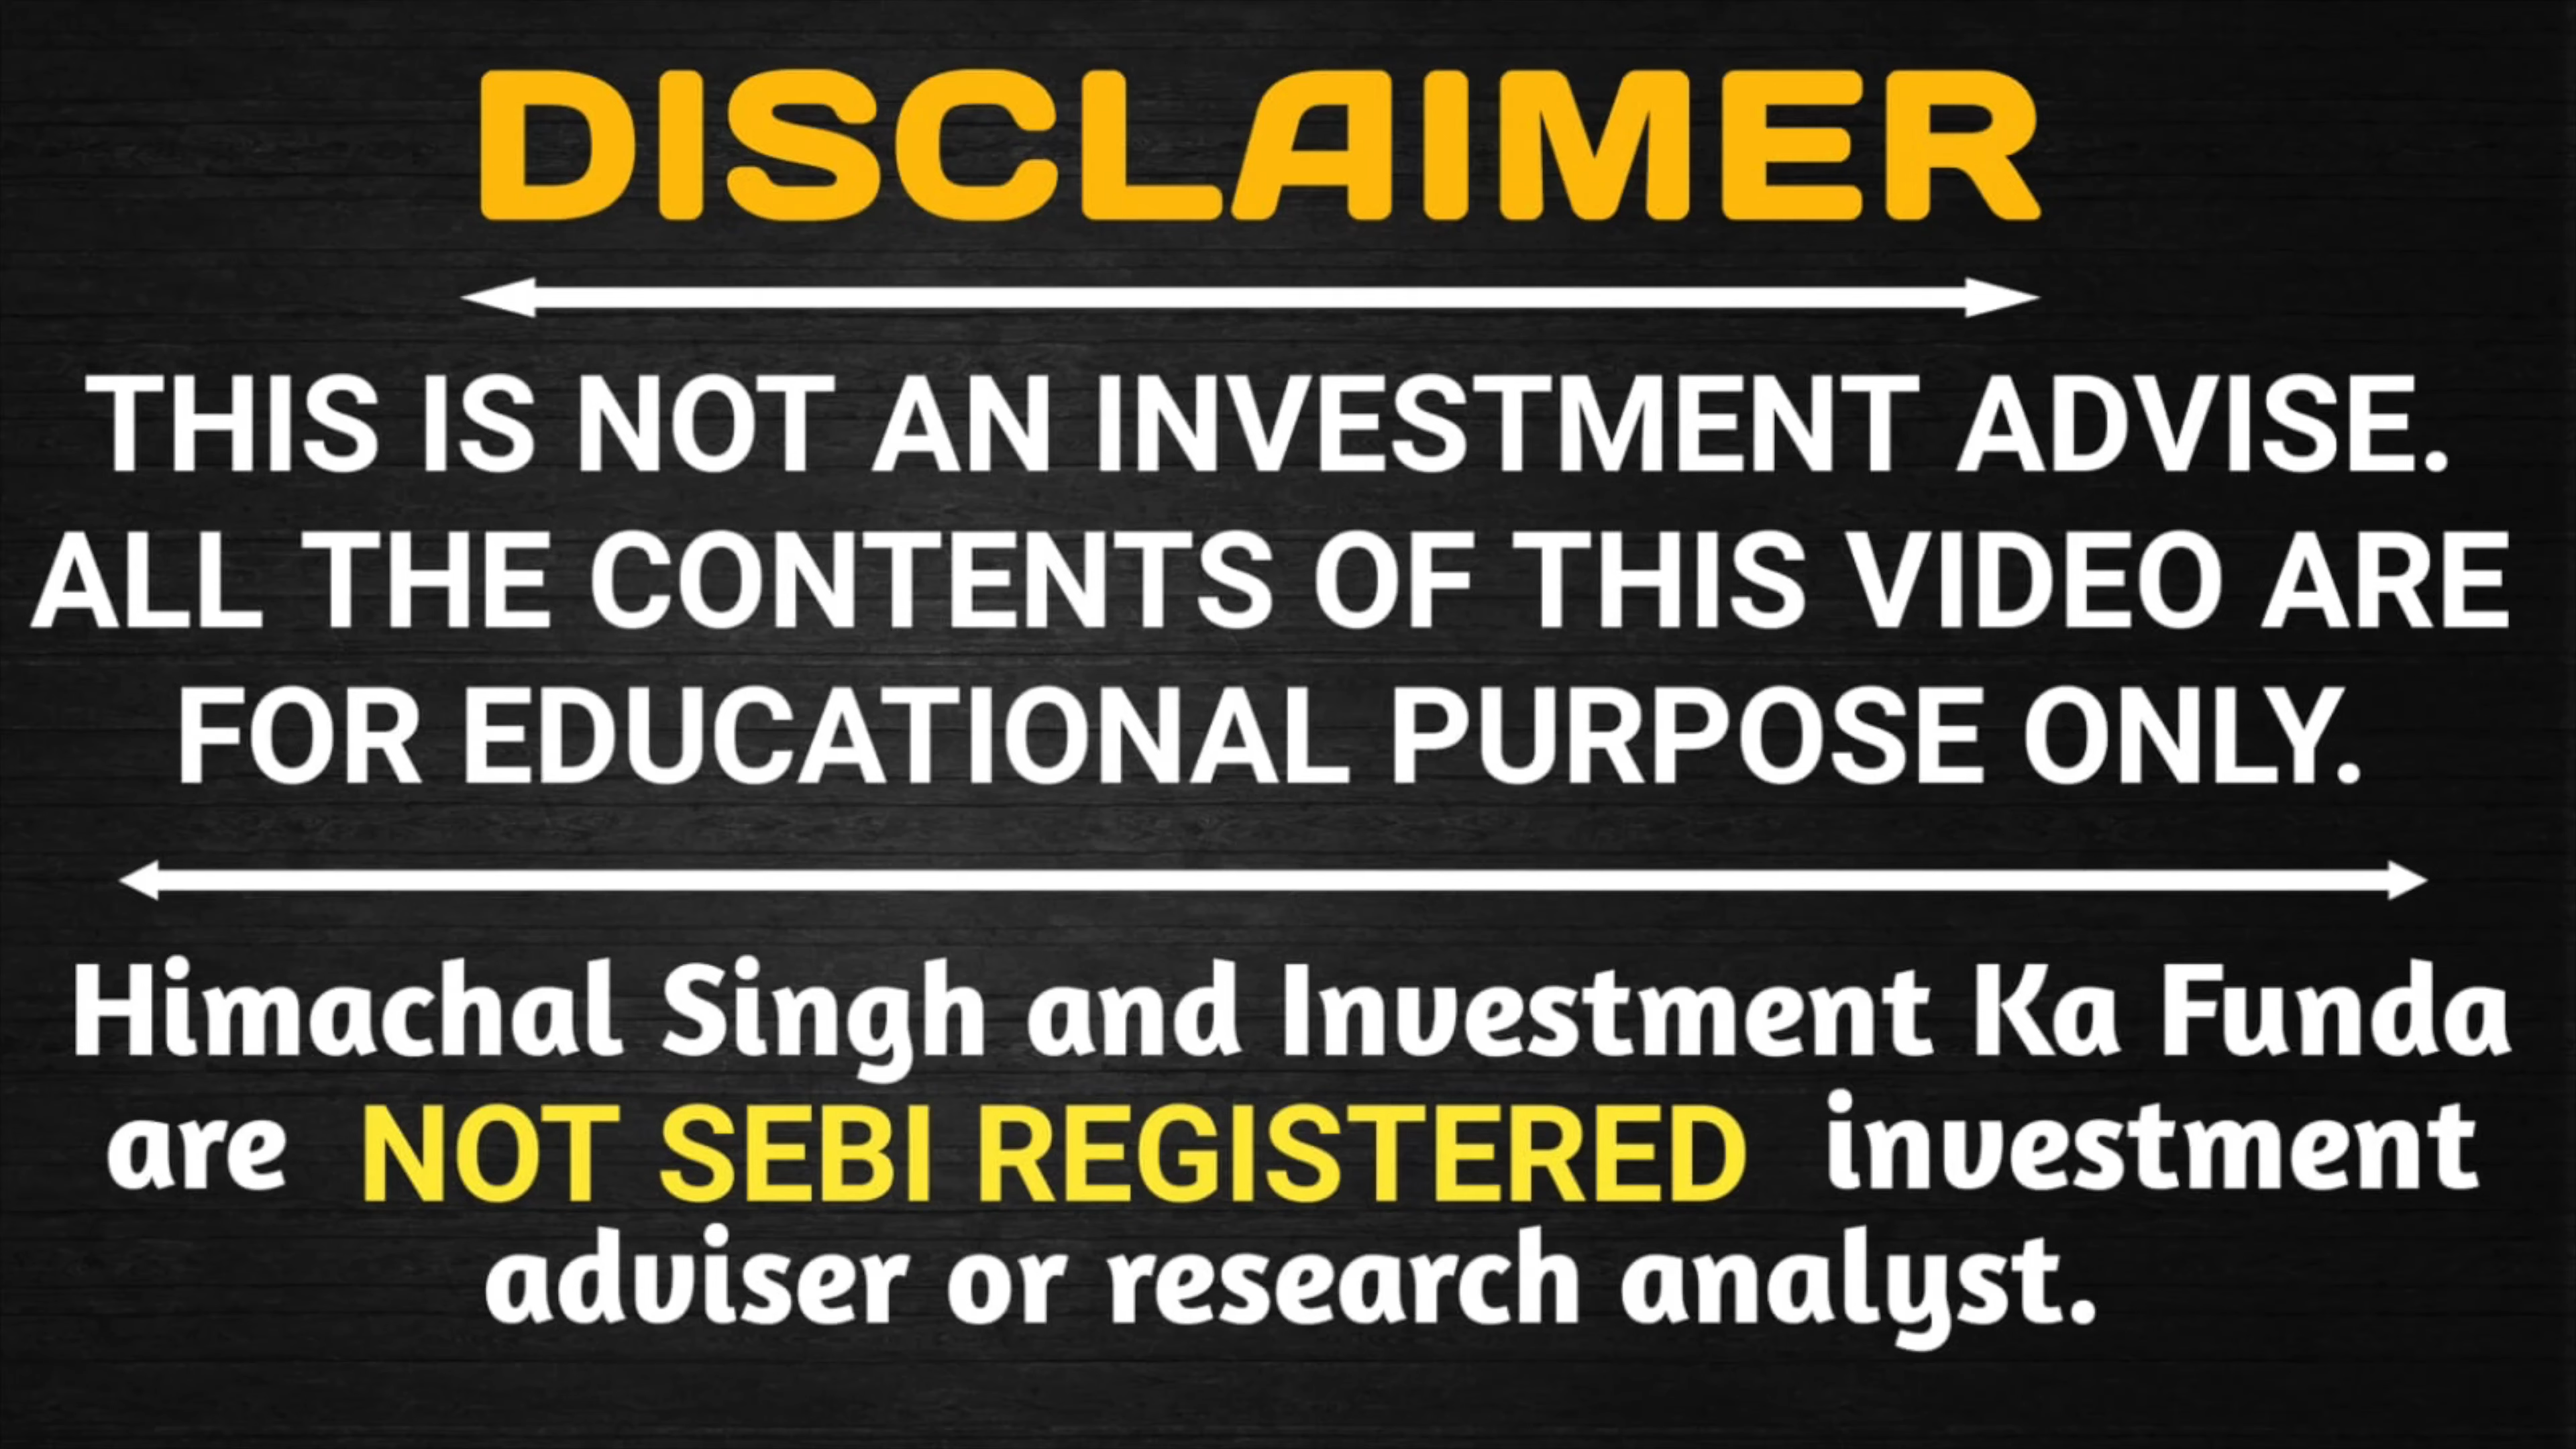 DISCLAIMER
THIS IS NOT AN INVESTMENT ADVISE.
ALL THE CONTENTS OF THIS VIDEO ARE
FOR EDUCATIONAL PURPOSE ONLY.
Himachal Singh and Investment Ka Funda
are NOT SEBI REGISTERED investment
adviser or research analyst.